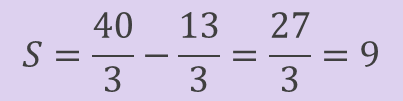 S = 40/3 − 13/3 = 27/3 = 9